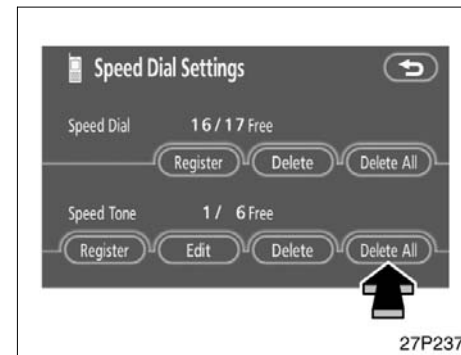 Speed Dial Settings
Speed Dial 16/17 Free
Register Delete Delete All
Speed Tone 1/ 6 Free
Register Edit Delete Delete All
27P237